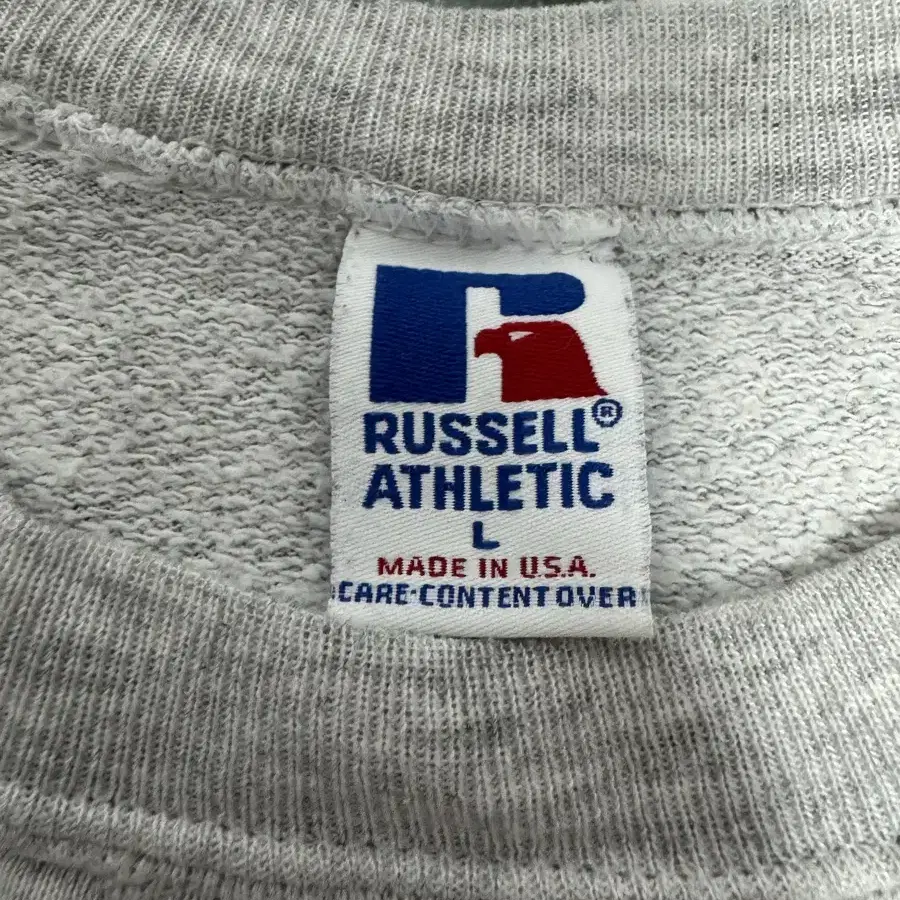 RUSSELL®
ATHLETIC
L
MADE IN U.S.A.
CARE·CONTENT OVER